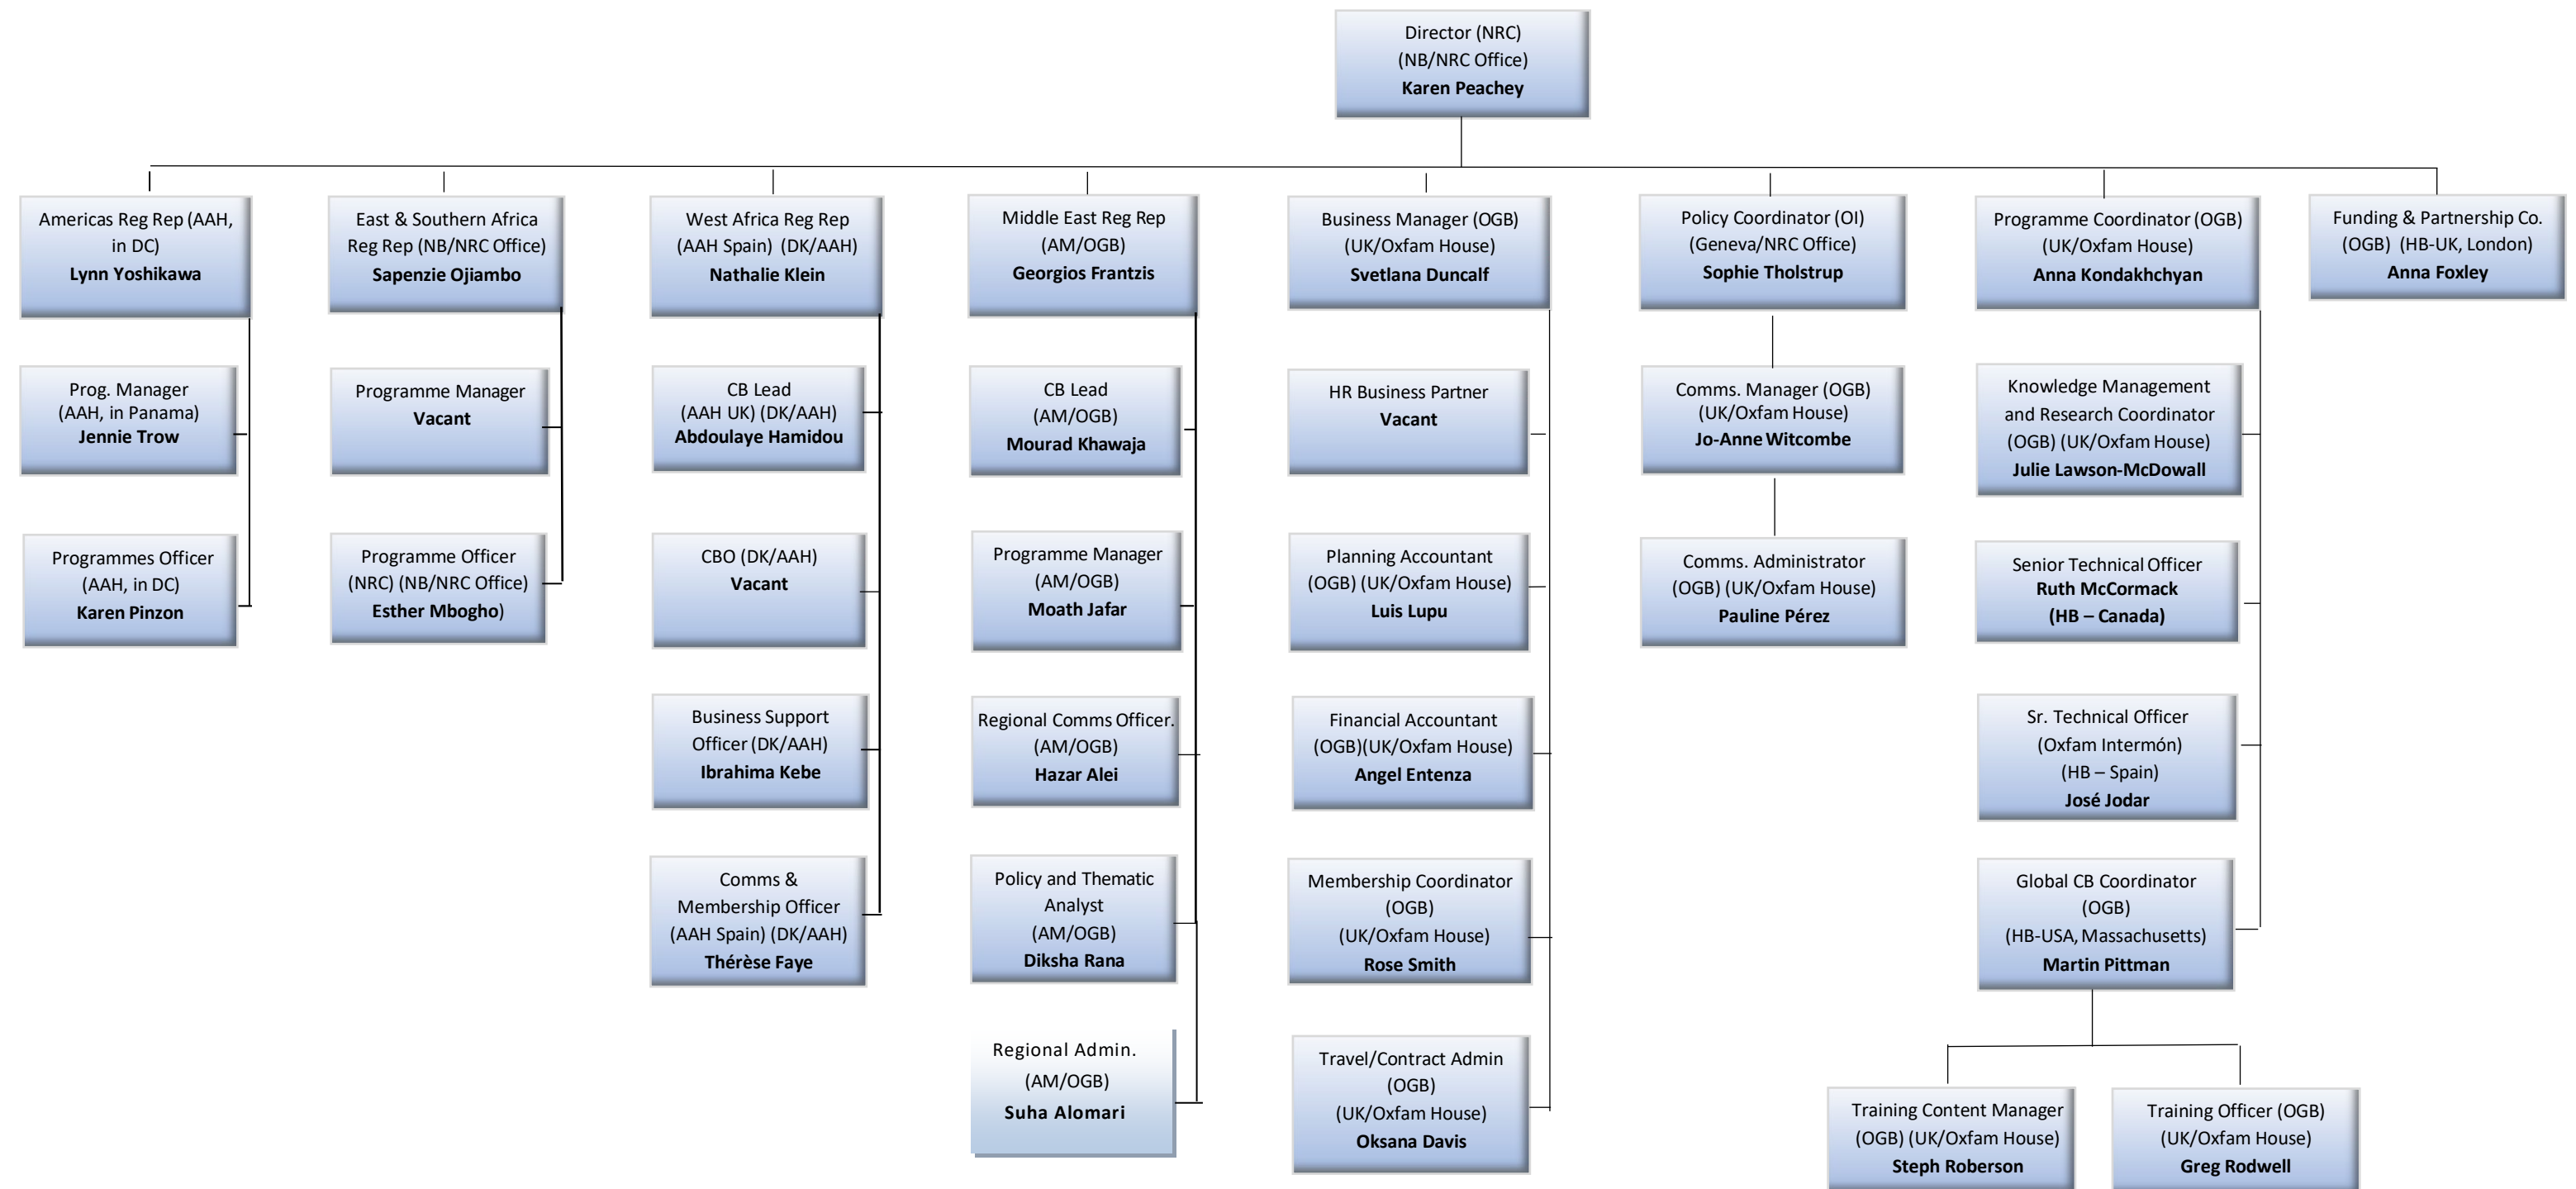 Director (NRC)
(NB/NRC Office)
Karen Peachey
Americas Reg Rep (AAH,
in DC)
Lynn Yoshikawa
East & Southern Africa
Reg Rep (NB/NRC Office)
Sapenzie Ojiambo
West Africa Reg Rep
(AAH Spain) (DK/AAH)
Nathalie Klein
Middle East Reg Rep
(AM/OGB)
Georgios Frantzis
Business Manager (OGB)
(UK/Oxfam House)
Svetlana Duncalf
Policy Coordinator (OI)
(Geneva/NRC Office)
Sophie Tholstrup
Programme Coordinator (OGB)
(UK/Oxfam House)
Anna Kondakhchyan
Funding & Partnership Co.
(OGB) (HB-UK, London)
Anna Foxley
Prog. Manager
(AAH, in Panama)
Jennie Trow
Programme Manager
Vacant
CB Lead
(AAH UK) (DK/AAH)
Abdoulaye Hamidou
CB Lead
(AM/OGB)
Mourad Khawaja
HR Business Partner
Vacant
Comms. Manager (OGB)
(UK/Oxfam House)
Jo-Anne Witcombe
Knowledge Management
and Research Coordinator
(OGB) (UK/Oxfam House)
Julie Lawson-McDowall
Programmes Officer
(AAH, in DC)
Karen Pinzon
Programme Officer
(NRC) (NB/NRC Office)
Esther Mbogho)
CBO (DK/AAH)
Vacant
Programme Manager
(AM/OGB)
Moath Jafar
Planning Accountant
(OGB) (UK/Oxfam House)
Luis Lupu
Comms. Administrator
(OGB) (UK/Oxfam House)
Pauline Pérez
Senior Technical Officer
Ruth McCormack
(HB – Canada)
Business Support
Officer (DK/AAH)
Ibrahima Kebe
Regional Comms Officer.
(AM/OGB)
Hazar Alei
Financial Accountant
(OGB)(UK/Oxfam House)
Angel Entenza
Sr. Technical Officer
(Oxfam Intermón)
(HB – Spain)
José Jodar
Comms &
Membership Officer
(AAH Spain) (DK/AAH)
Thérèse Faye
Policy and Thematic
Analyst
(AM/OGB)
Diksha Rana
Membership Coordinator
(OGB)
(UK/Oxfam House)
Rose Smith
Global CB Coordinator
(OGB)
(HB-USA, Massachusetts)
Martin Pittman
Regional Admin.
(AM/OGB)
Suha Alomari
Travel/Contract Admin
(OGB)
(UK/Oxfam House)
Oksana Davis
Training Content Manager
(OGB) (UK/Oxfam House)
Steph Roberson
Training Officer (OGB)
(UK/Oxfam House)
Greg Rodwell